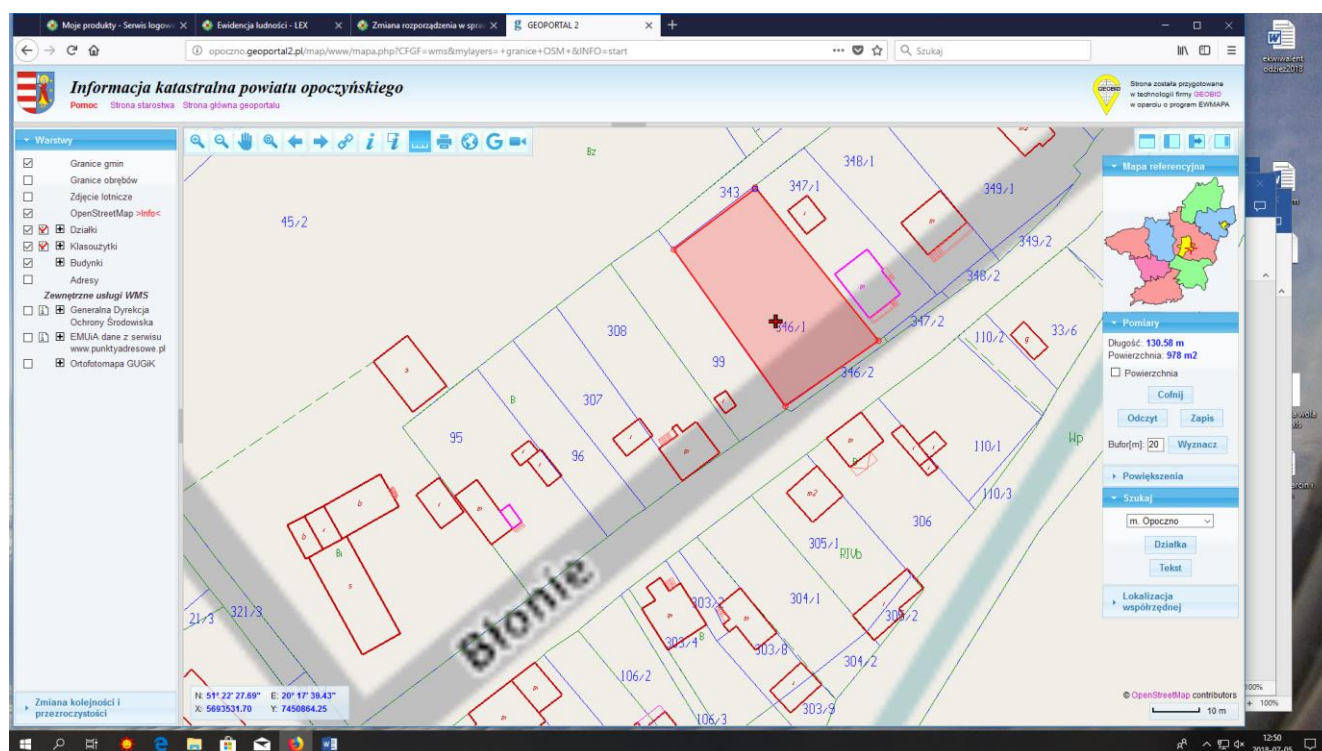 Moje produkty - Serwis logow
Ewidencja ludności - LEX
Zmiana rozporządzenia w spra
GEOPORTAL 2
opoczno.geoportal2.pl/map/www/mapa.php?CFGF=wms&mylayers=+granice+OSM+&INFO=start
Szukaj
ekwiwalent
odziez2018
Informacja katastralna powiatu opoczyńskiego
Pomoc Strona starostwa Strona główna geoportalu
GEOBID
Strona została przygotowana
w technologii firmy GEOBID
w oparciu o program EWMAPA
Warstwy
Granice gmin
Granice obrębów
Zdjęcie lotnicze
OpenStreetMap >Info<
Działki
Klasoużytki
Budynki
Adresy
Zewnętrzne usługi WMS
Generalna Dyrekcja
Ochrony Środowiska
EMUiA dane z serwisu
www.punktyadresowe.pl
Ortofotomapa GUGiK
Zmiana kolejności i
przezroczystości
Bz
45/2
343
347/1
348/1
349/1
349/2
348/2
347/2
346/1
346/2
308
99
307
B
96
95
110/2
33/6
g
110/1
110/3
Wp
306
m2
305/1
RIVb
304/1
305/2
303/2
303/4
B
303/8
304/2
303/9
106/2
106/3
s
b
b
Bi
s
21/3
321/3
Błonie
N: 51° 22' 27.69" E: 20° 17' 39.43"
X: 5693531.70 Y: 7450864.25
Mapa referencyjna
Pomiary
Długość: 130.58 m
Powierzchnia: 978 m2
Powierzchnia
Cofnij
Odczyt Zapis
Bufor[m]: 20 Wyznacz
Powiększenia
Szukaj
m. Opoczno
Działka
Tekst
Lokalizacja
współrzędnej
© OpenStreetMap contributors
10 m
100%
+ 100%
12:50
2018-07-05